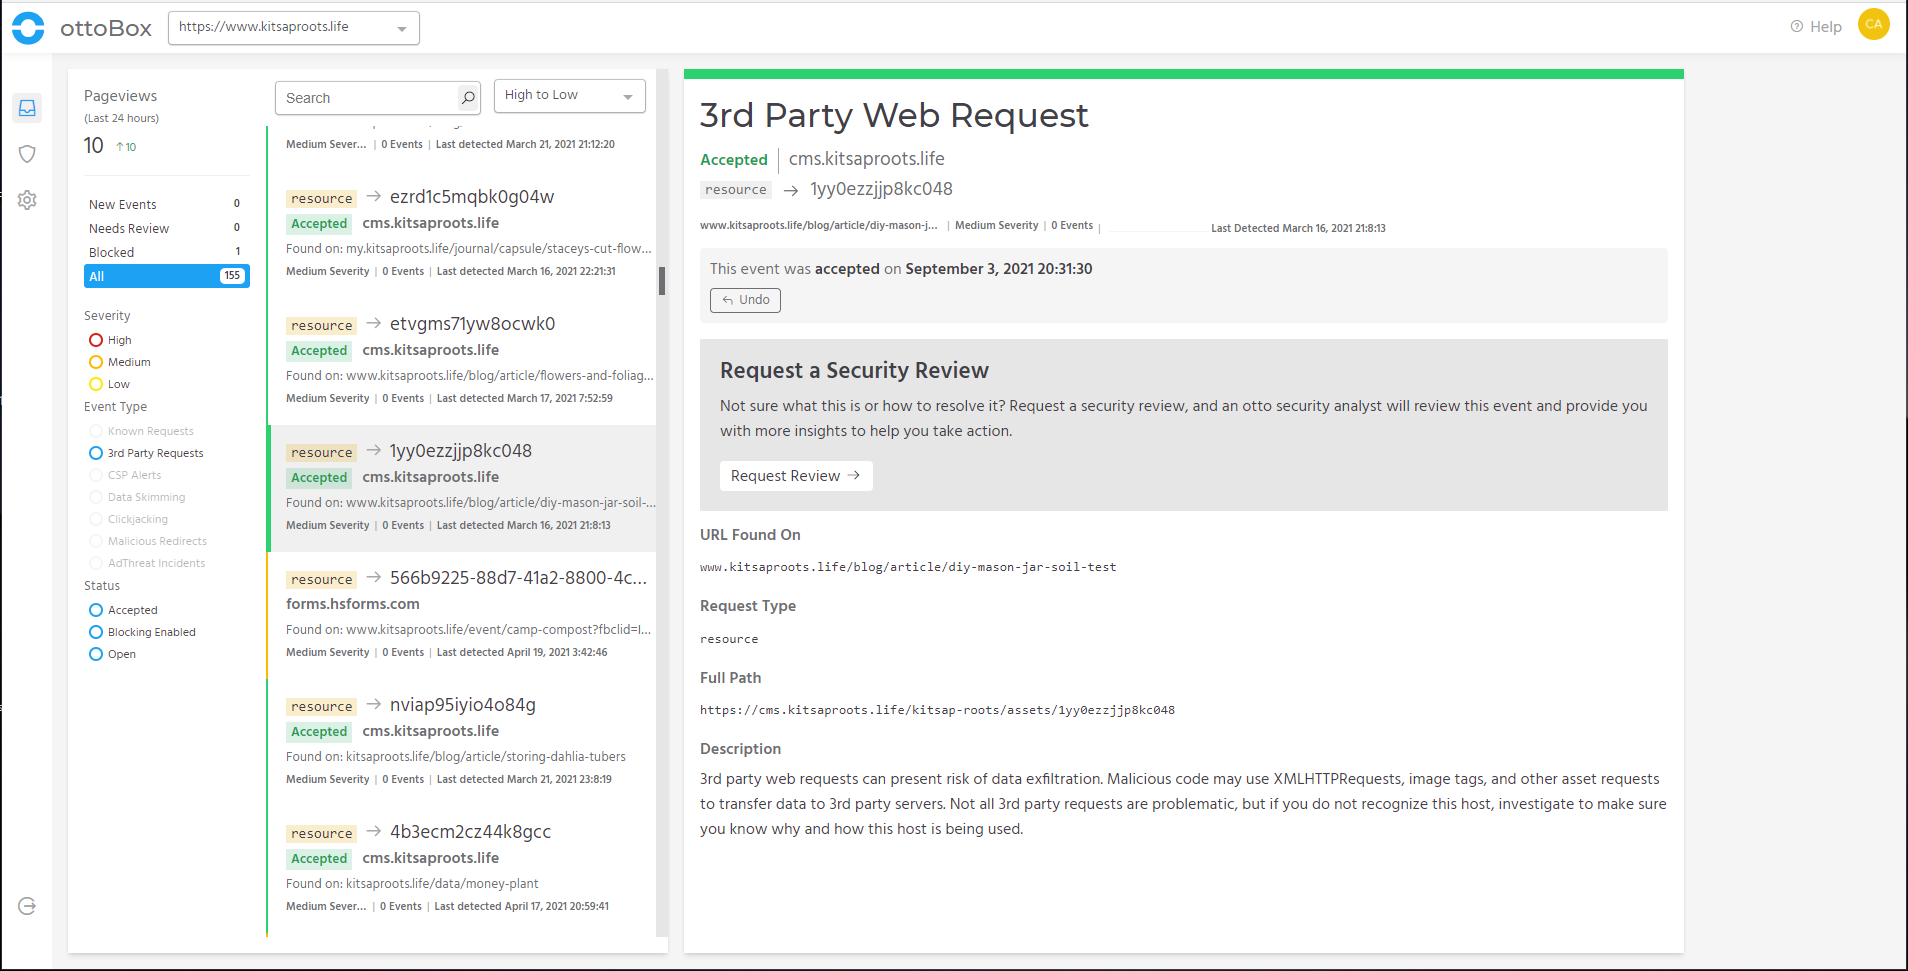 ottoBox
https://www.kitsaproots.life
Help
CA
Pageviews
(Last 24 hours)
10 ↑10
New Events 0
Needs Review 0
Blocked 1
All 155
Severity
High
Medium
Low
Event Type
Known Requests
3rd Party Requests
CSP Alerts
Data Skimming
Clickjacking
Malicious Redirects
AdThreat Incidents
Status
Accepted
Blocking Enabled
Open
Search
High to Low
Medium Sever... | 0 Events | Last detected March 21, 2021 21:12:20
resource → ezrd1c5mqbk0g04w
Accepted cms.kitsaproots.life
Found on: my.kitsaproots.life/journal/capsule/staceys-cut-flow...
Medium Severity | 0 Events | Last detected March 16, 2021 22:21:31
resource → etvgms71yw8ocwk0
Accepted cms.kitsaproots.life
Found on: www.kitsaproots.life/blog/article/flowers-and-foliag...
Medium Severity | 0 Events | Last detected March 17, 2021 7:52:59
resource → 1yy0ezzjjp8kc048
Accepted cms.kitsaproots.life
Found on: www.kitsaproots.life/blog/article/diy-mason-jar-soil-...
Medium Severity | 0 Events | Last detected March 16, 2021 21:8:13
resource → 566b9225-88d7-41a2-8800-4c...
forms.hsforms.com
Found on: www.kitsaproots.life/event/camp-compost?fbclid=I...
Medium Severity | 0 Events | Last detected April 19, 2021 3:42:46
resource → nviap95iyio4o84g
Accepted cms.kitsaproots.life
Found on: kitsaproots.life/blog/article/storing-dahlia-tubers
Medium Severity | 0 Events | Last detected March 21, 2021 23:8:19
resource → 4b3ecm2cz44k8gcc
Accepted cms.kitsaproots.life
Found on: kitsaproots.life/data/money-plant
Medium Sever... | 0 Events | Last detected April 17, 2021 20:59:41
3rd Party Web Request
Accepted | cms.kitsaproots.life
resource → 1yy0ezzjjp8kc048
www.kitsaproots.life/blog/article/diy-mason-j... | Medium Severity | 0 Events | Last Detected March 16, 2021 21:8:13
This event was accepted on September 3, 2021 20:31:30
Undo
Request a Security Review
Not sure what this is or how to resolve it? Request a security review, and an otto security analyst will review this event and provide you
with more insights to help you take action.
Request Review →
URL Found On
www.kitsaproots.life/blog/article/diy-mason-jar-soil-test
Request Type
resource
Full Path
https://cms.kitsaproots.life/kitsap-roots/assets/1yy0ezzjjp8kc048
Description
3rd party web requests can present risk of data exfiltration. Malicious code may use XMLHTTPRequests, image tags, and other asset requests
to transfer data to 3rd party servers. Not all 3rd party requests are problematic, but if you do not recognize this host, investigate to make sure
you know why and how this host is being used.